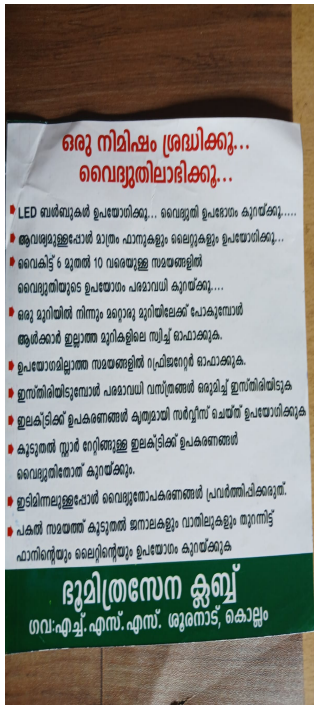 ഒരു നിമിഷം ശ്രദ്ധിക്കൂ...
വൈദ്യുതിലാഭിക്കൂ...
LED ബൾബുകൾ ഉപയോഗിക്കൂ... വൈദ്യുതി ഉപഭോഗം കുറയ്ക്കൂ.....
ആവശ്യമുള്ളപ്പോൾ മാത്രം ഫാനുകളും ലൈറ്റുകളും ഉപയോഗിക്കൂ...
വൈകിട്ട് 6 മുതൽ 10 വരെയുള്ള സമയങ്ങളിൽ
വൈദ്യുതിയുടെ ഉപയോഗം പരമാവധി കുറയ്ക്കൂ....
ഒരു മുറിയിൽ നിന്നും മറ്റൊരു മുറിയിലേക്ക് പോകുമ്പോൾ
ആൾക്കാർ ഇല്ലാത്ത മുറികളിലെ സ്വിച്ച് ഓഫാക്കുക.
ഉപയോഗമില്ലാത്ത സമയങ്ങളിൽ റഫ്രിജറേറ്റർ ഓഫാക്കുക.
ഇസ്തിരിയിടുമ്പോൾ പരമാവധി വസ്ത്രങ്ങൾ ഒരുമിച്ച് ഇസ്തിരിയിടുക
ഇലക്ട്രിക്ക് ഉപകരണങ്ങൾ കൃത്യമായി സർവ്വീസ് ചെയ്ത് ഉപയോഗിക്കുക
കൂടുതൽ സ്റ്റാർ റേറ്റിങ്ങുള്ള ഇലക്ട്രിക്ക് ഉപകരണങ്ങൾ
വൈദ്യുതിതോത് കുറയ്ക്കും.
ഇടിമിന്നലുള്ളപ്പോൾ വൈദ്യുതോപകരണങ്ങൾ പ്രവർത്തിപ്പിക്കരുത്.
പകൽ സമയത്ത് കൂടുതൽ ജനാലകളും വാതിലുകളും തുറന്നിട്ട്
ഫാനിന്റെയും ലൈറ്റിന്റെയും ഉപയോഗം കുറയ്ക്കുക
ഭൂമിത്രസേന ക്ലബ്ബ്
ഗവ:എച്ച്.എസ്.എസ്. ശൂരനാട്, കൊല്ലം